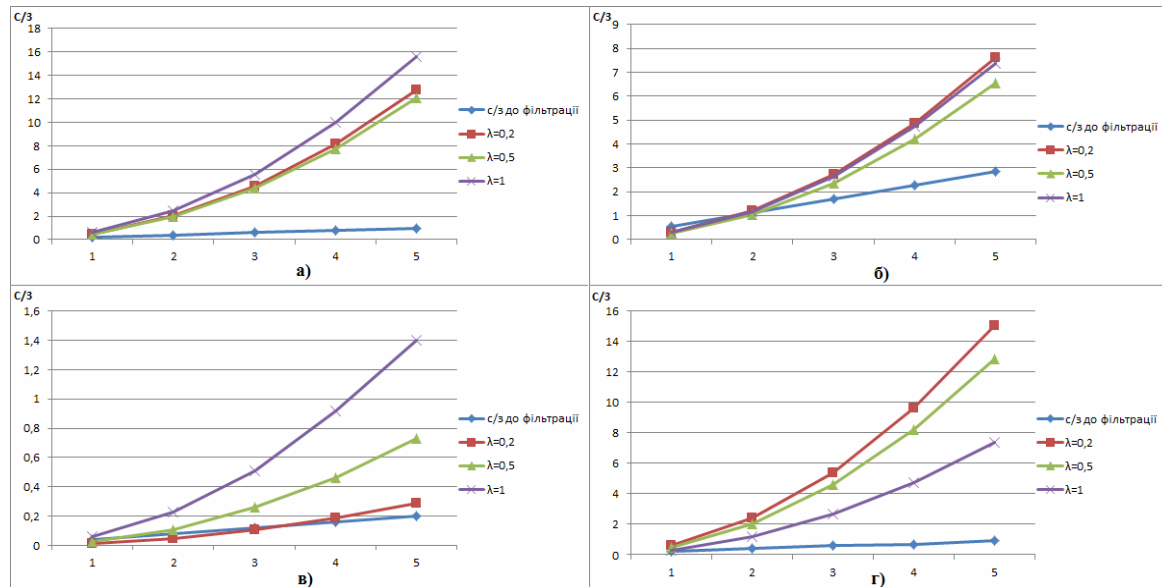 С/З
18
16
14
12
10
8
6
4
2
0
1 2 3 4 5
с/з до фільтрації
λ=0,2
λ=0,5
λ=1
а)
С/З
9
8
7
6
5
4
3
2
1
0
1 2 3 4 5
с/з до фільтрації
λ=0,2
λ=0,5
λ=1
б)
С/З
1,6
1,4
1,2
1
0,8
0,6
0,4
0,2
0
1 2 3 4 5
с/з до фільтрації
λ=0,2
λ=0,5
λ=1
в)
С/З
16
14
12
10
8
6
4
2
0
1 2 3 4 5
с/з до фільтрації
λ=0,2
λ=0,5
λ=1
г)